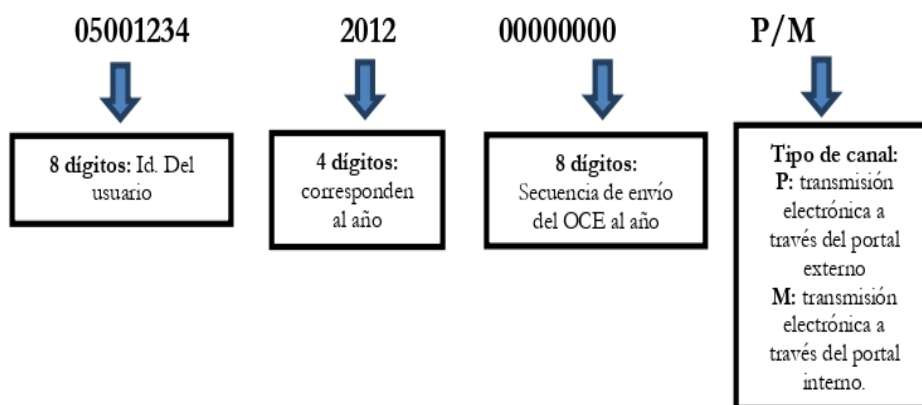 05001234 2012 00000000 P/M
8 dígitos: Id. Del
usuario
4 dígitos:
corresponden
al año
8 dígitos:
Secuencia de envío
del OCE al año
Tipo de canal:
P: transmisión
electrónica a
través del portal
externo
M: transmisión
electrónica a
través del portal
interno.